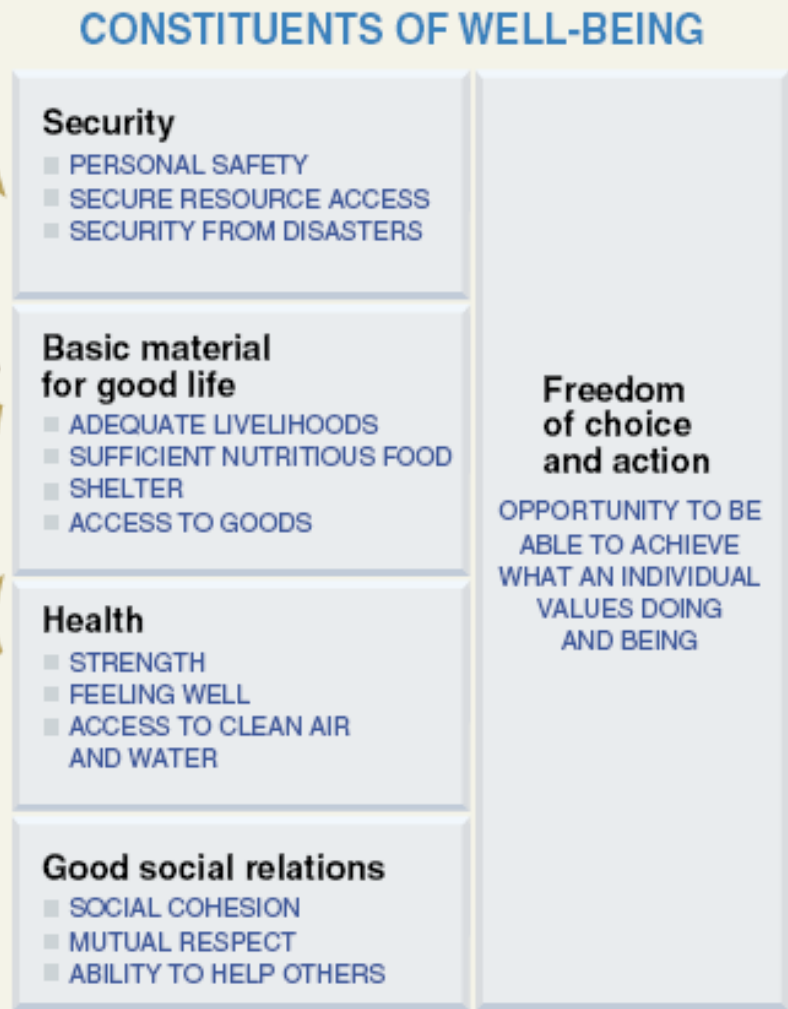 CONSTITUENTS OF WELL-BEING
Security
PERSONAL SAFETY
SECURE RESOURCE ACCESS
SECURITY FROM DISASTERS
Basic material
for good life
ADEQUATE LIVELIHOODS
SUFFICIENT NUTRITIOUS FOOD
SHELTER
ACCESS TO GOODS
Health
STRENGTH
FEELING WELL
ACCESS TO CLEAN AIR
AND WATER
Good social relations
SOCIAL COHESION
MUTUAL RESPECT
ABILITY TO HELP OTHERS
Freedom
of choice
and action
OPPORTUNITY TO BE
ABLE TO ACHIEVE
WHAT AN INDIVIDUAL
VALUES DOING
AND BEING